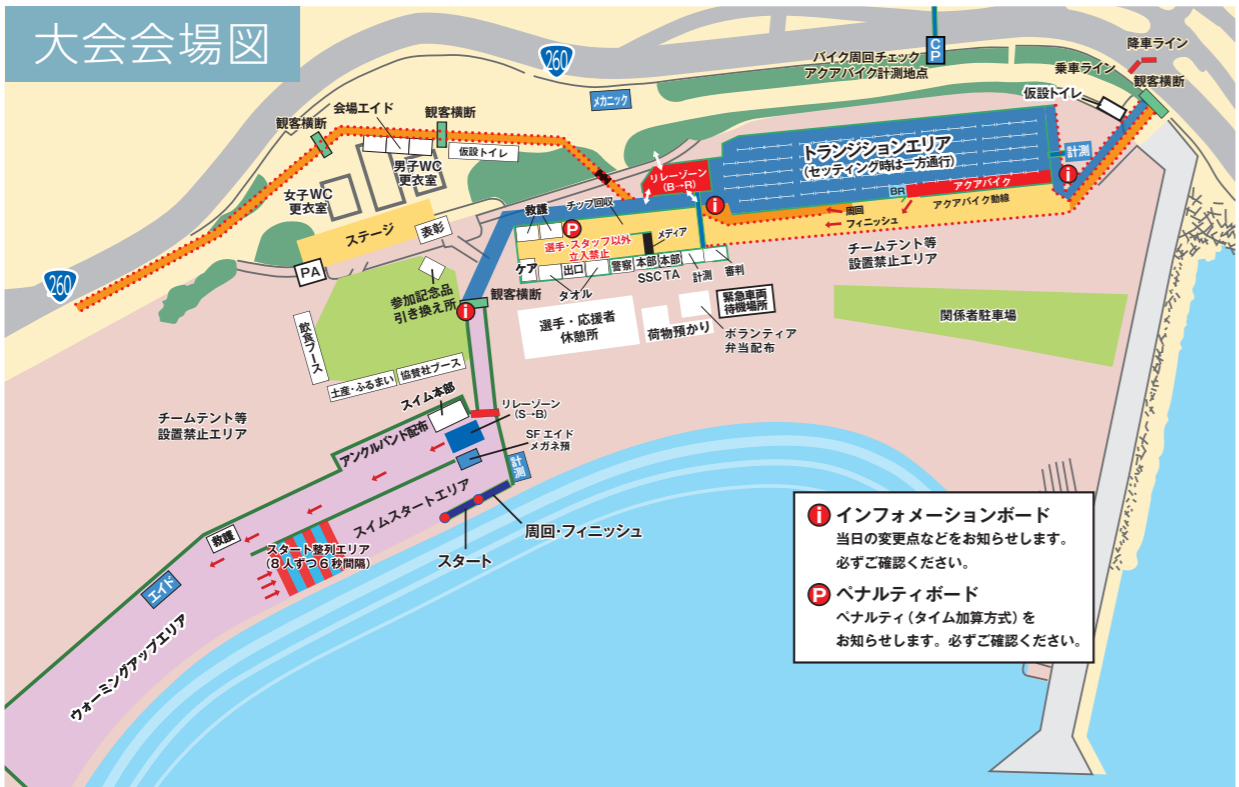 大会会場図
260
バイク周回チェック
アクアバイク計測地点
CP
降車ライン
乗車ライン
観客横断
仮設トイレ
メカニック
会場エイド
観客横断
観客横断
仮設トイレ
男子WC
更衣室
女子WC
更衣室
ステージ
表彰
PA
260
トランジションエリア
(セッティング時は一方通行)
計測
i
リレーゾーン
(B→R)
i
BR
アクアバイク
周回
フィニッシュ
アクアバイク動線
救護
チップ回収
P
選手・スタッフ以外
立入禁止
メディア
ケア
出口
タオル
警察
本部
本部
SSC
TA
計測
審判
チームテント等
設置禁止エリア
参加記念品
引き換え所
観客横断
i
選手・応援者
休憩所
荷物預かり
緊急車両
待機場所
ボランティア
弁当配布
関係者駐車場
飲食ブース
土産・ふるまい
協賛社ブース
チームテント等
設置禁止エリア
スイム本部
リレーゾーン
(S→B)
アンクルバンド配布
SFエイド
メガネ預
計測
スイムスタートエリア
周回・フィニッシュ
スタート
救護
スタート整列エリア
(8人ずつ6秒間隔)
エイド
ウォーミングアップエリア
i インフォメーションボード
当日の変更点などをお知らせします。
必ずご確認ください。
P ペナルティボード
ペナルティ(タイム加算方式)を
お知らせします。必ずご確認ください。